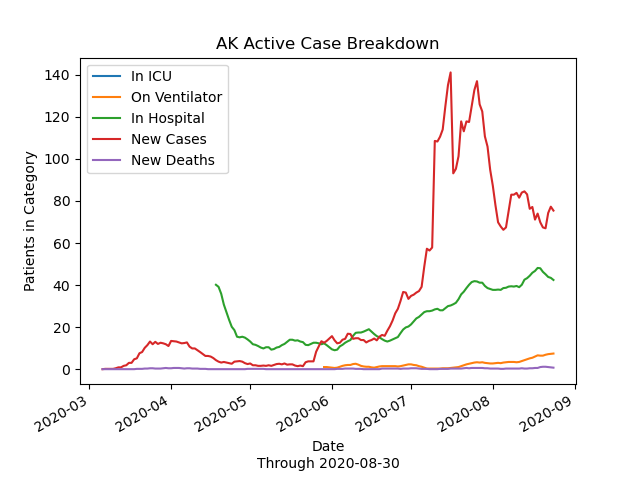 AK Active Case Breakdown
In ICU
On Ventilator
In Hospital
New Cases
New Deaths
Patients in Category
140
120
100
80
60
40
20
0
2020-03
2020-04
2020-05
2020-06
2020-07
2020-08
2020-09
Date
Through 2020-08-30